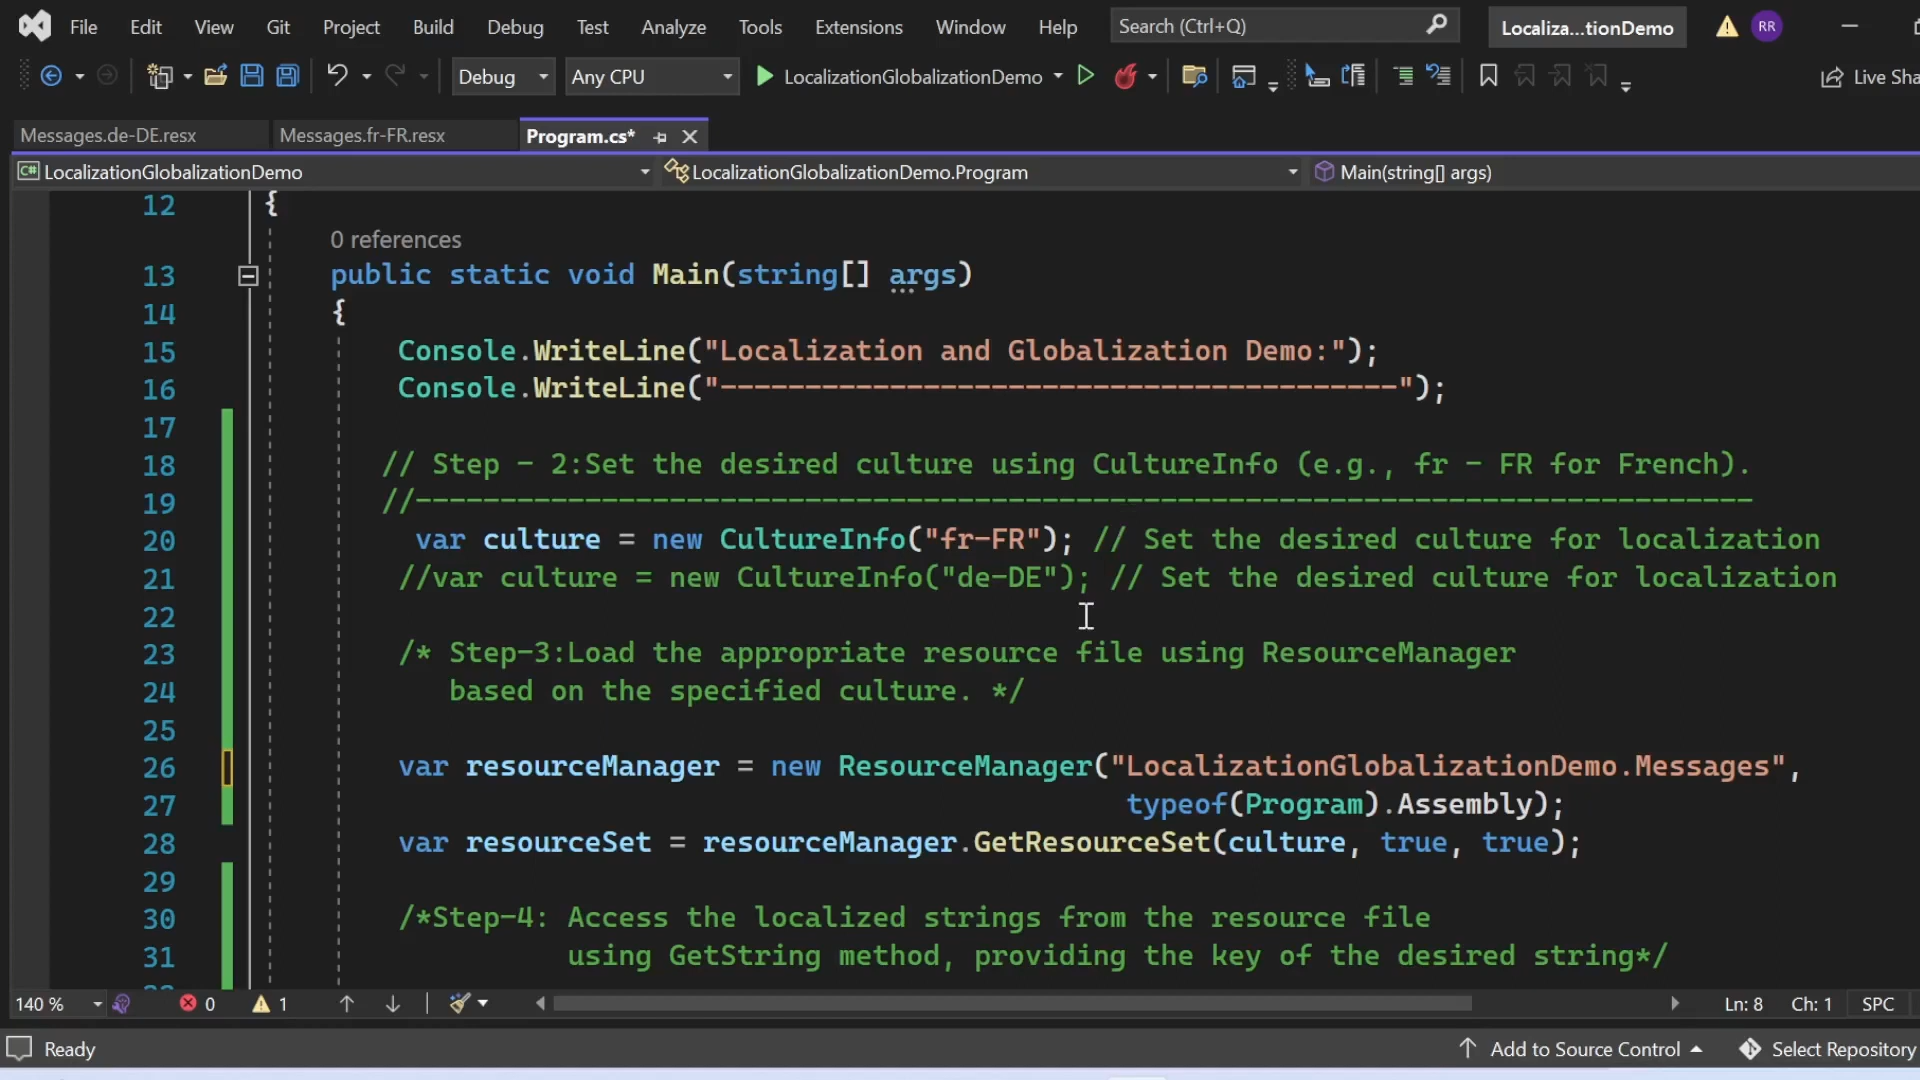 File Edit View Git Project Build Debug Test Analyze Tools Extensions Window Help Search (Ctrl+Q) Localiza...tionDemo RR
Debug Any CPU LocalizationGlobalizationDemo Live Sha
Messages.de-DE.resx Messages.fr-FR.resx Program.cs*
C# LocalizationGlobalizationDemo LocalizationGlobalizationDemo.Program Main(string[] args)
12 {
0 references
13 public static void Main(string[] args)
14 {
15 Console.WriteLine("Localization and Globalization Demo:");
16 Console.WriteLine("----------------------------------------");
17
18 // Step - 2:Set the desired culture using CultureInfo (e.g., fr - FR for French).
19 //-------------------------------------------------------------------------------
20 var culture = new CultureInfo("fr-FR"); // Set the desired culture for localization
21 //var culture = new CultureInfo("de-DE"); // Set the desired culture for localization
22
23 /* Step-3:Load the appropriate resource file using ResourceManager
24 based on the specified culture. */
25
26 var resourceManager = new ResourceManager("LocalizationGlobalizationDemo.Messages",
27 typeof(Program).Assembly);
28 var resourceSet = resourceManager.GetResourceSet(culture, true, true);
29
30 /*Step-4: Access the localized strings from the resource file
31 using GetString method, providing the key of the desired string*/
140 % 0 1 Ln: 8 Ch: 1 SPC
Ready Add to Source Control Select Repository